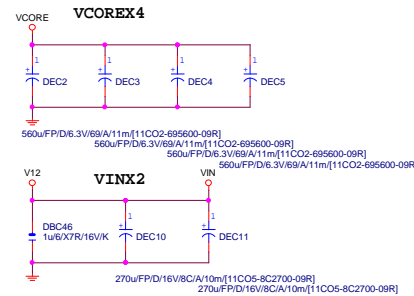 VCOREX4
VCORE
1
1
1
1
+
+
+
+
DEC2
DEC3
DEC4
DEC5
560u/FP/D/6.3V/69/A/11m/[11CO2-695600-09R]
560u/FP/D/6.3V/69/A/11m/[11CO2-695600-09R]
560u/FP/D/6.3V/69/A/11m/[11CO2-695600-09R]
560u/FP/D/6.3V/69/A/11m/[11CO2-695600-09R
V12
VINX2
VIN
1
1
DBC46
1u/6/X7R/16V/K
+
DEC10
+
DEC11
270u/FP/D/16V/8C/A/10m/[11CO5-8C2700-09R]
270u/FP/D/16V/8C/A/10m/[11CO5-8C2700-09R]